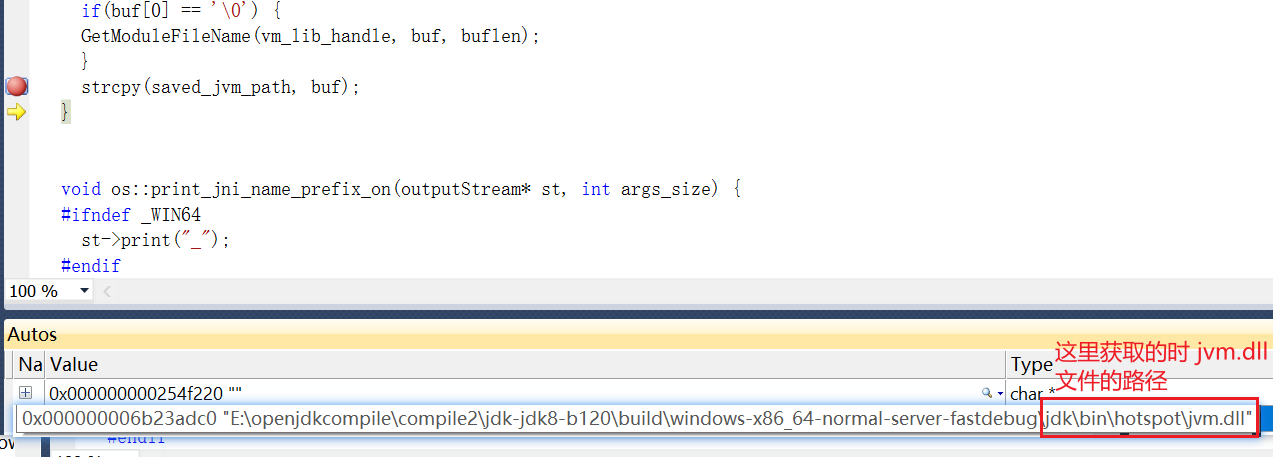 if(buf[0] == '\0') {
GetModuleFileName(vm_lib_handle, buf, buflen);
}
strcpy(saved_jvm_path, buf);
}
void os::print_jni_name_prefix_on(outputStream* st, int args_size) {
#ifndef _WIN64
st->print("_");
#endif
100 %
Autos
Na Value Type
这里获取的时 jvm.dll
文件的路径
0x000000000254f220 "" char *
0x000000006b23adc0 "E:\openjdkcompile\compile2\jdk-jdk8-b120\build\windows-x86_64-normal-server-fastdebug\jdk\bin\hotspot\jvm.dll"
#endif